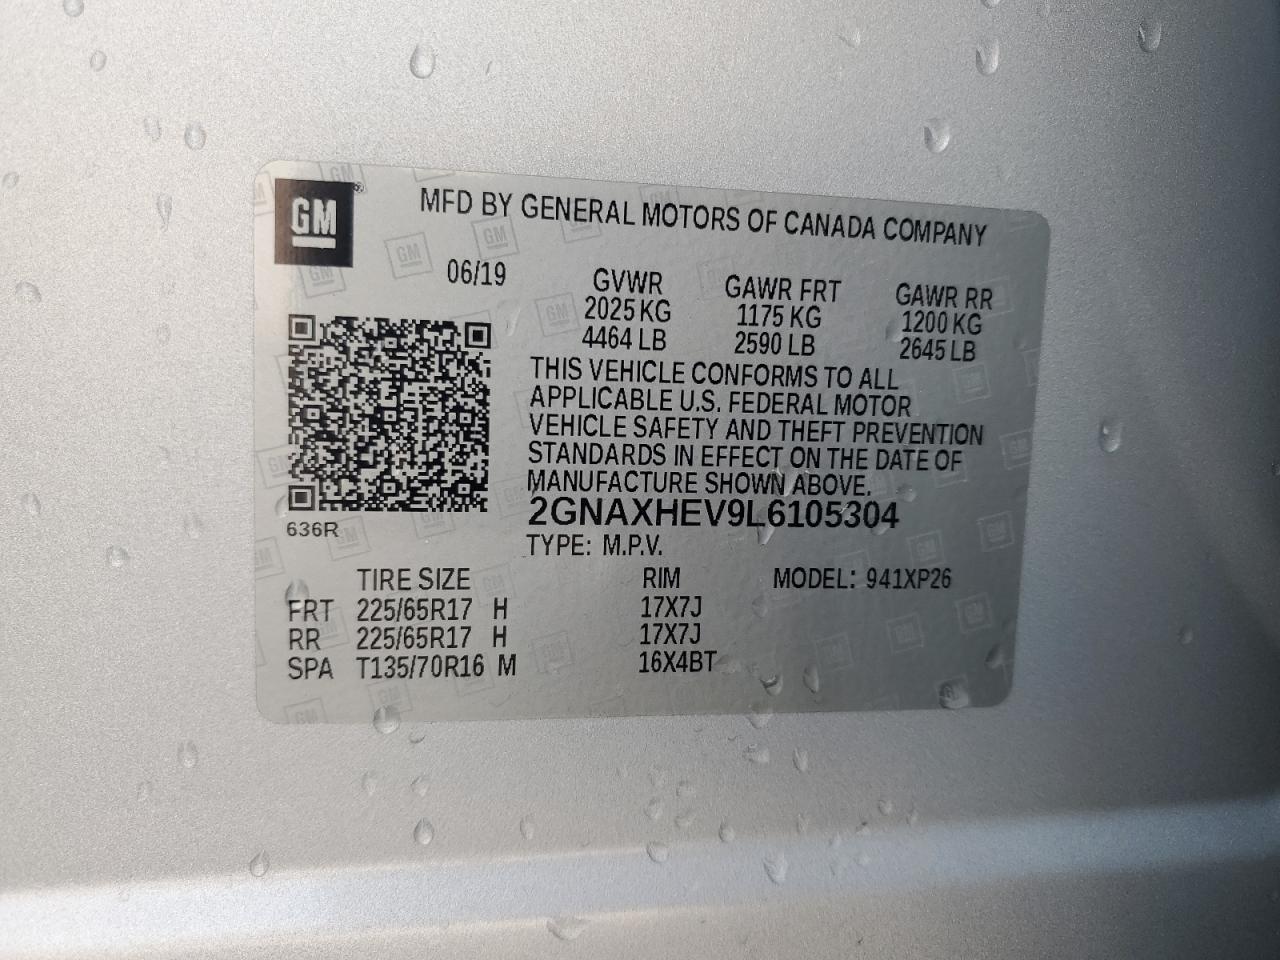 GM
MFD BY GENERAL MOTORS OF CANADA COMPANY
06/19
GVWR GAWR FRT GAWR RR
2025 KG 1175 KG 1200 KG
4464 LB 2590 LB 2645 LB
THIS VEHICLE CONFORMS TO ALL
APPLICABLE U.S. FEDERAL MOTOR
VEHICLE SAFETY AND THEFT PREVENTION
STANDARDS IN EFFECT ON THE DATE OF
MANUFACTURE SHOWN ABOVE.
636R
2GNAXHEV9L6105304
TYPE: M.P.V.
TIRE SIZE RIM MODEL: 941XP26
FRT 225/65R17 H 17X7J
RR 225/65R17 H 17X7J
SPA T135/70R16 M 16X4BT